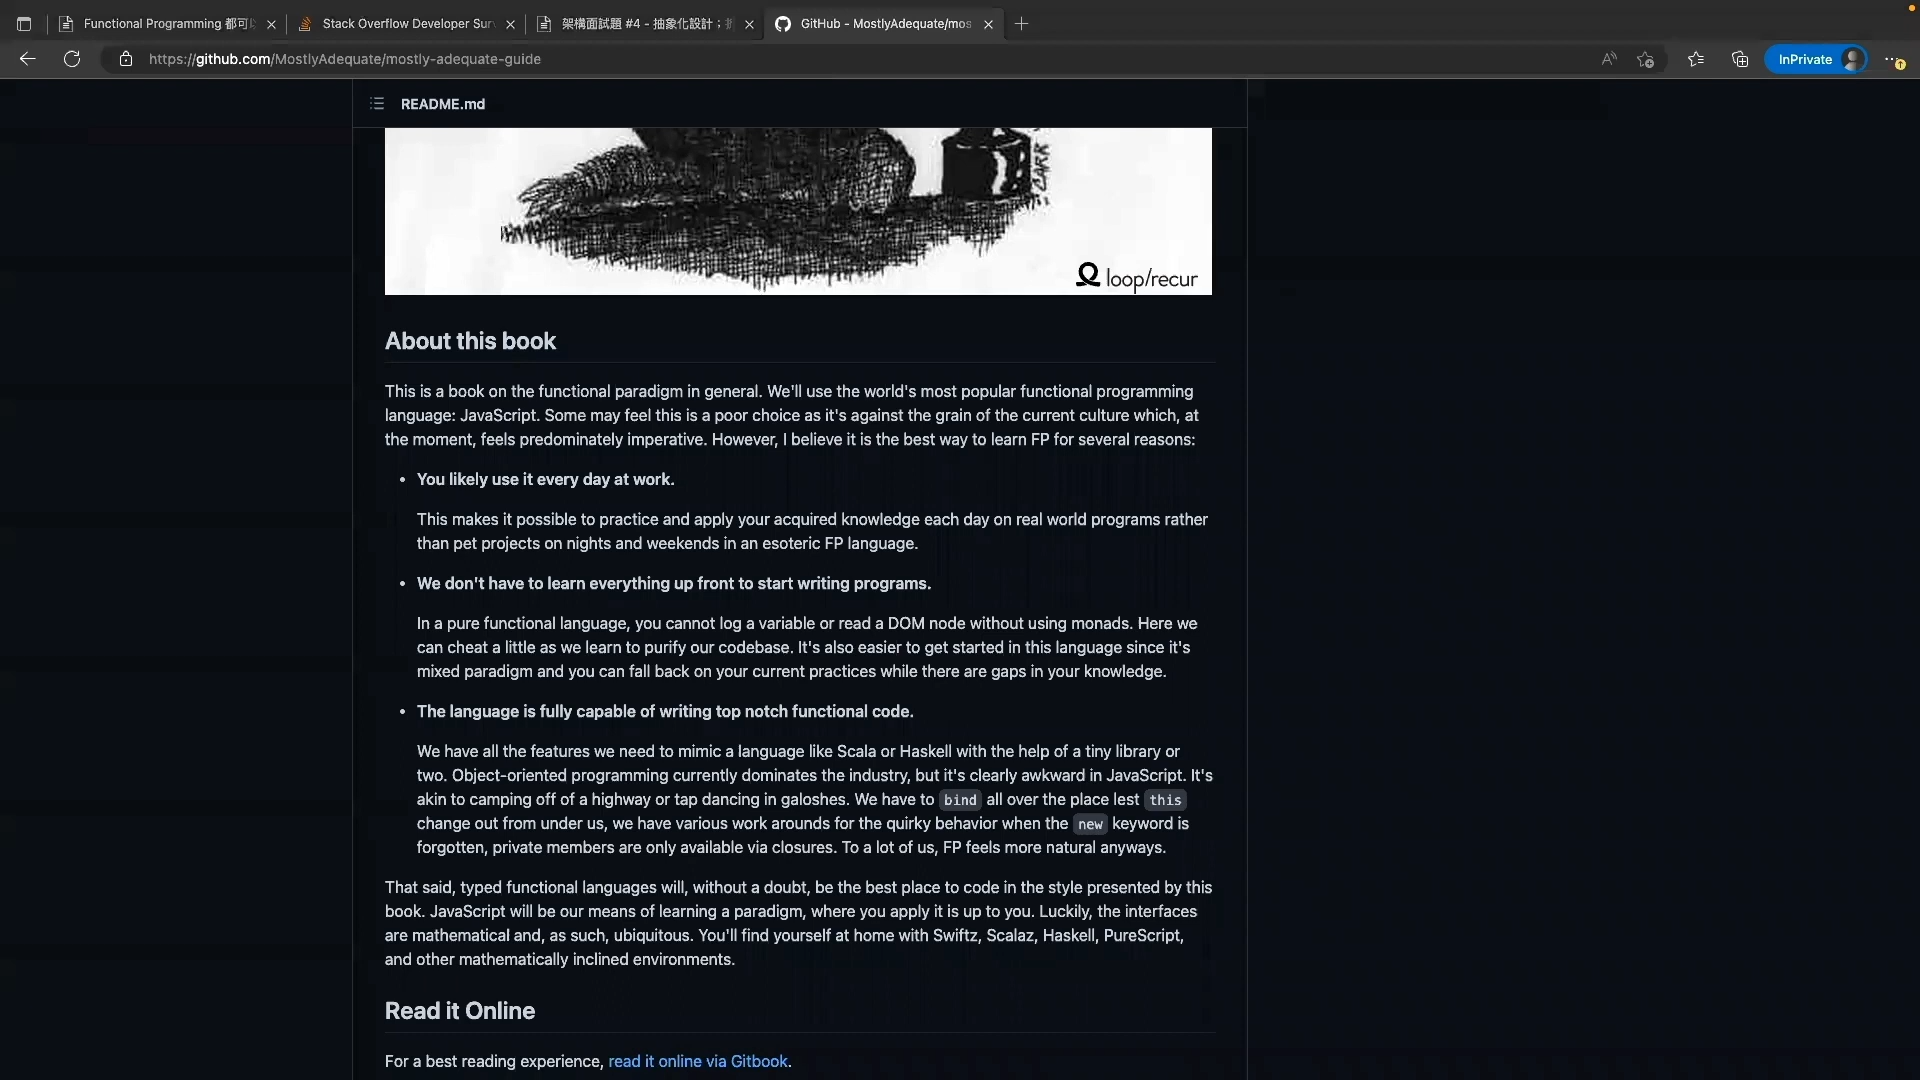 Functional Programming 都可
Stack Overflow Developer Sur
架構面試題 #4 - 抽象化設計；
GitHub - MostlyAdequate/mos
https://github.com/MostlyAdequate/mostly-adequate-guide
InPrivate
README.md
CARR
loop/recur
About this book
This is a book on the functional paradigm in general. We'll use the world's most popular functional programming
language: JavaScript. Some may feel this is a poor choice as it's against the grain of the current culture which, at
the moment, feels predominately imperative. However, I believe it is the best way to learn FP for several reasons:
• You likely use it every day at work.
This makes it possible to practice and apply your acquired knowledge each day on real world programs rather
than pet projects on nights and weekends in an esoteric FP language.
• We don't have to learn everything up front to start writing programs.
In a pure functional language, you cannot log a variable or read a DOM node without using monads. Here we
can cheat a little as we learn to purify our codebase. It's also easier to get started in this language since it's
mixed paradigm and you can fall back on your current practices while there are gaps in your knowledge.
• The language is fully capable of writing top notch functional code.
We have all the features we need to mimic a language like Scala or Haskell with the help of a tiny library or
two. Object-oriented programming currently dominates the industry, but it's clearly awkward in JavaScript. It's
akin to camping off of a highway or tap dancing in galoshes. We have to bind all over the place lest this
change out from under us, we have various work arounds for the quirky behavior when the new keyword is
forgotten, private members are only available via closures. To a lot of us, FP feels more natural anyways.
That said, typed functional languages will, without a doubt, be the best place to code in the style presented by this
book. JavaScript will be our means of learning a paradigm, where you apply it is up to you. Luckily, the interfaces
are mathematical and, as such, ubiquitous. You'll find yourself at home with Swiftz, Scalaz, Haskell, PureScript,
and other mathematically inclined environments.
Read it Online
For a best reading experience, read it online via Gitbook.